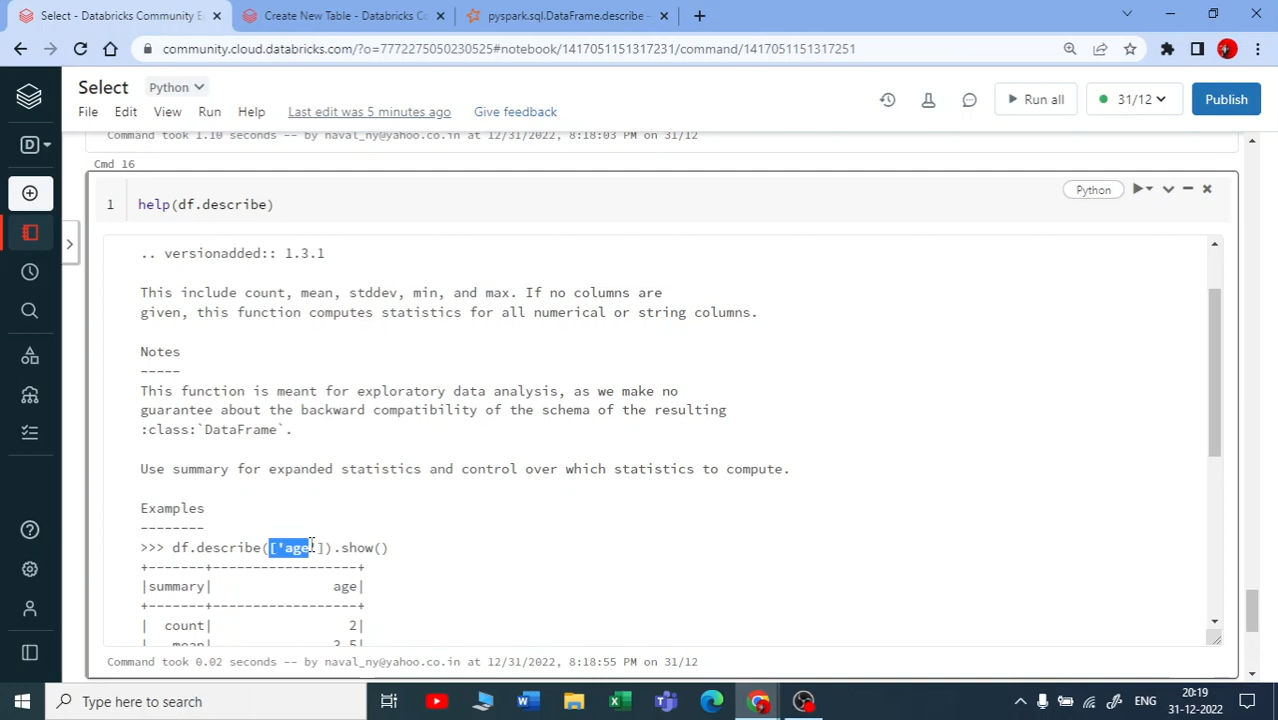 Select - Databricks Community E
Create New Table - Databricks Com
pyspark.sql.DataFrame.describe -
community.cloud.databricks.com/?o=7772275050230525#notebook/1417051151317231/command/1417051151317251
Select
Python
File Edit View Run Help Last edit was 5 minutes ago Give feedback
Run all
31/12
Publish
D
Command took 1.10 seconds -- by naval_ny@yahoo.co.in at 12/31/2022, 8:18:03 PM on 31/12
Cmd 16
Python
1 help(df.describe)
.. versionadded:: 1.3.1
This include count, mean, stddev, min, and max. If no columns are
given, this function computes statistics for all numerical or string columns.
Notes
-----
This function is meant for exploratory data analysis, as we make no
guarantee about the backward compatibility of the schema of the resulting
:class:`DataFrame`.
Use summary for expanded statistics and control over which statistics to compute.
Examples
--------
>>> df.describe(['age']).show()
+-------+------------------+
|summary| age|
+-------+------------------+
| count| 2|
| mean| 3.5|
Command took 0.02 seconds -- by naval_ny@yahoo.co.in at 12/31/2022, 8:18:55 PM on 31/12
Type here to search
ENG
20:19
31-12-2022